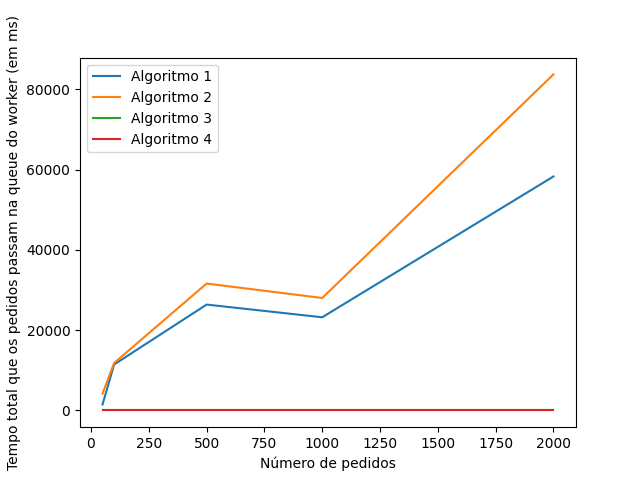 Tempo total que os pedidos passam na queue do worker (em ms)
80000
60000
40000
20000
0
Algoritmo 1
Algoritmo 2
Algoritmo 3
Algoritmo 4
0 250 500 750 1000 1250 1500 1750 2000
Número de pedidos